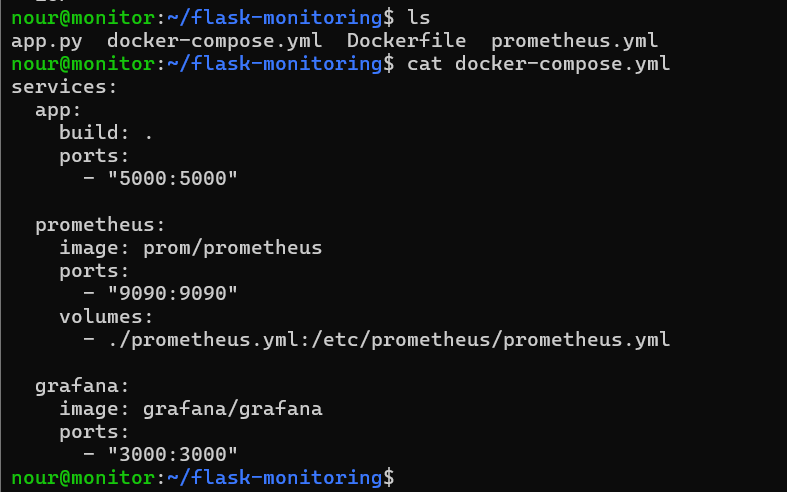 nour@monitor:~/flask-monitoring$ ls
app.py  docker-compose.yml  Dockerfile  prometheus.yml
nour@monitor:~/flask-monitoring$ cat docker-compose.yml
services:
  app:
    build: .
    ports:
      - "5000:5000"

  prometheus:
    image: prom/prometheus
    ports:
      - "9090:9090"
    volumes:
      - ./prometheus.yml:/etc/prometheus/prometheus.yml

  grafana:
    image: grafana/grafana
    ports:
      - "3000:3000"
nour@monitor:~/flask-monitoring$